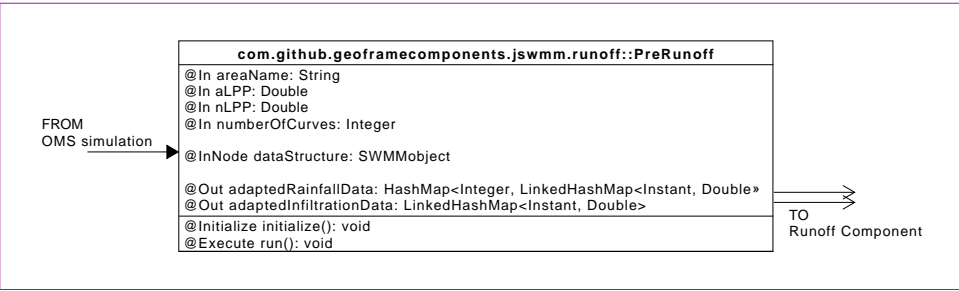 com.github.geoframecomponents.jswmm.runoff::PreRunoff
@In areaName: String
@In aLPP: Double
@In nLPP: Double
@In numberOfCurves: Integer
FROM
OMS simulation
@InNode dataStructure: SWMMobject
@Out adaptedRainfallData: HashMap<Integer, LinkedHashMap<Instant, Double»
@Out adaptedInfiltrationData: LinkedHashMap<Instant, Double>
TO
Runoff Component
@Initialize initialize(): void
@Execute run(): void